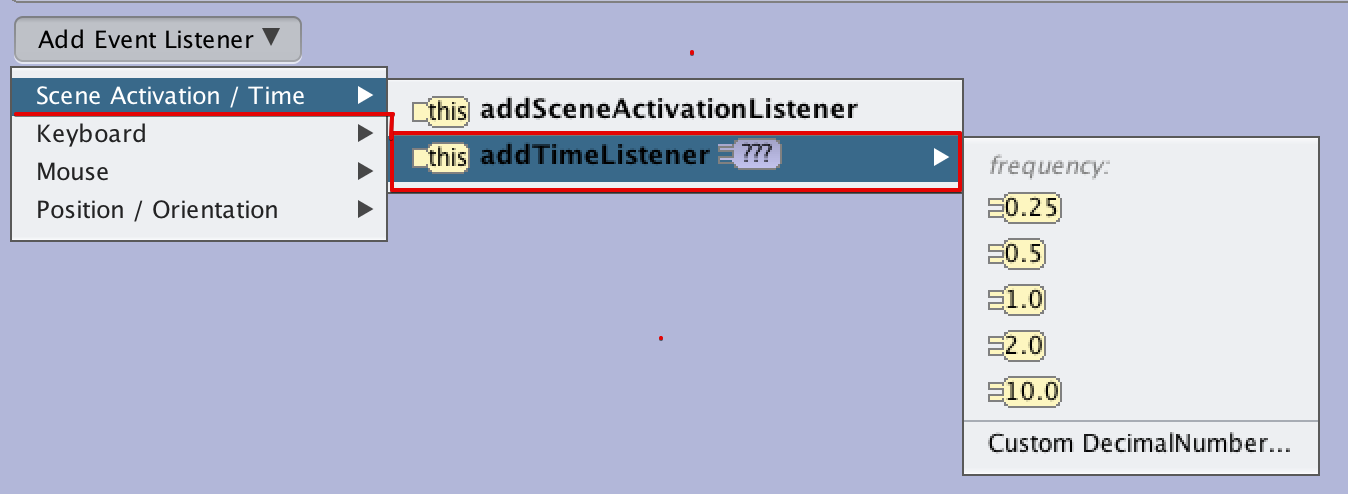 Add Event Listener ▼
Scene Activation / Time
Keyboard
Mouse
Position / Orientation
this addSceneActivationListener
this addTimeListener ???
frequency:
0.25
0.5
1.0
2.0
10.0
Custom DecimalNumber...